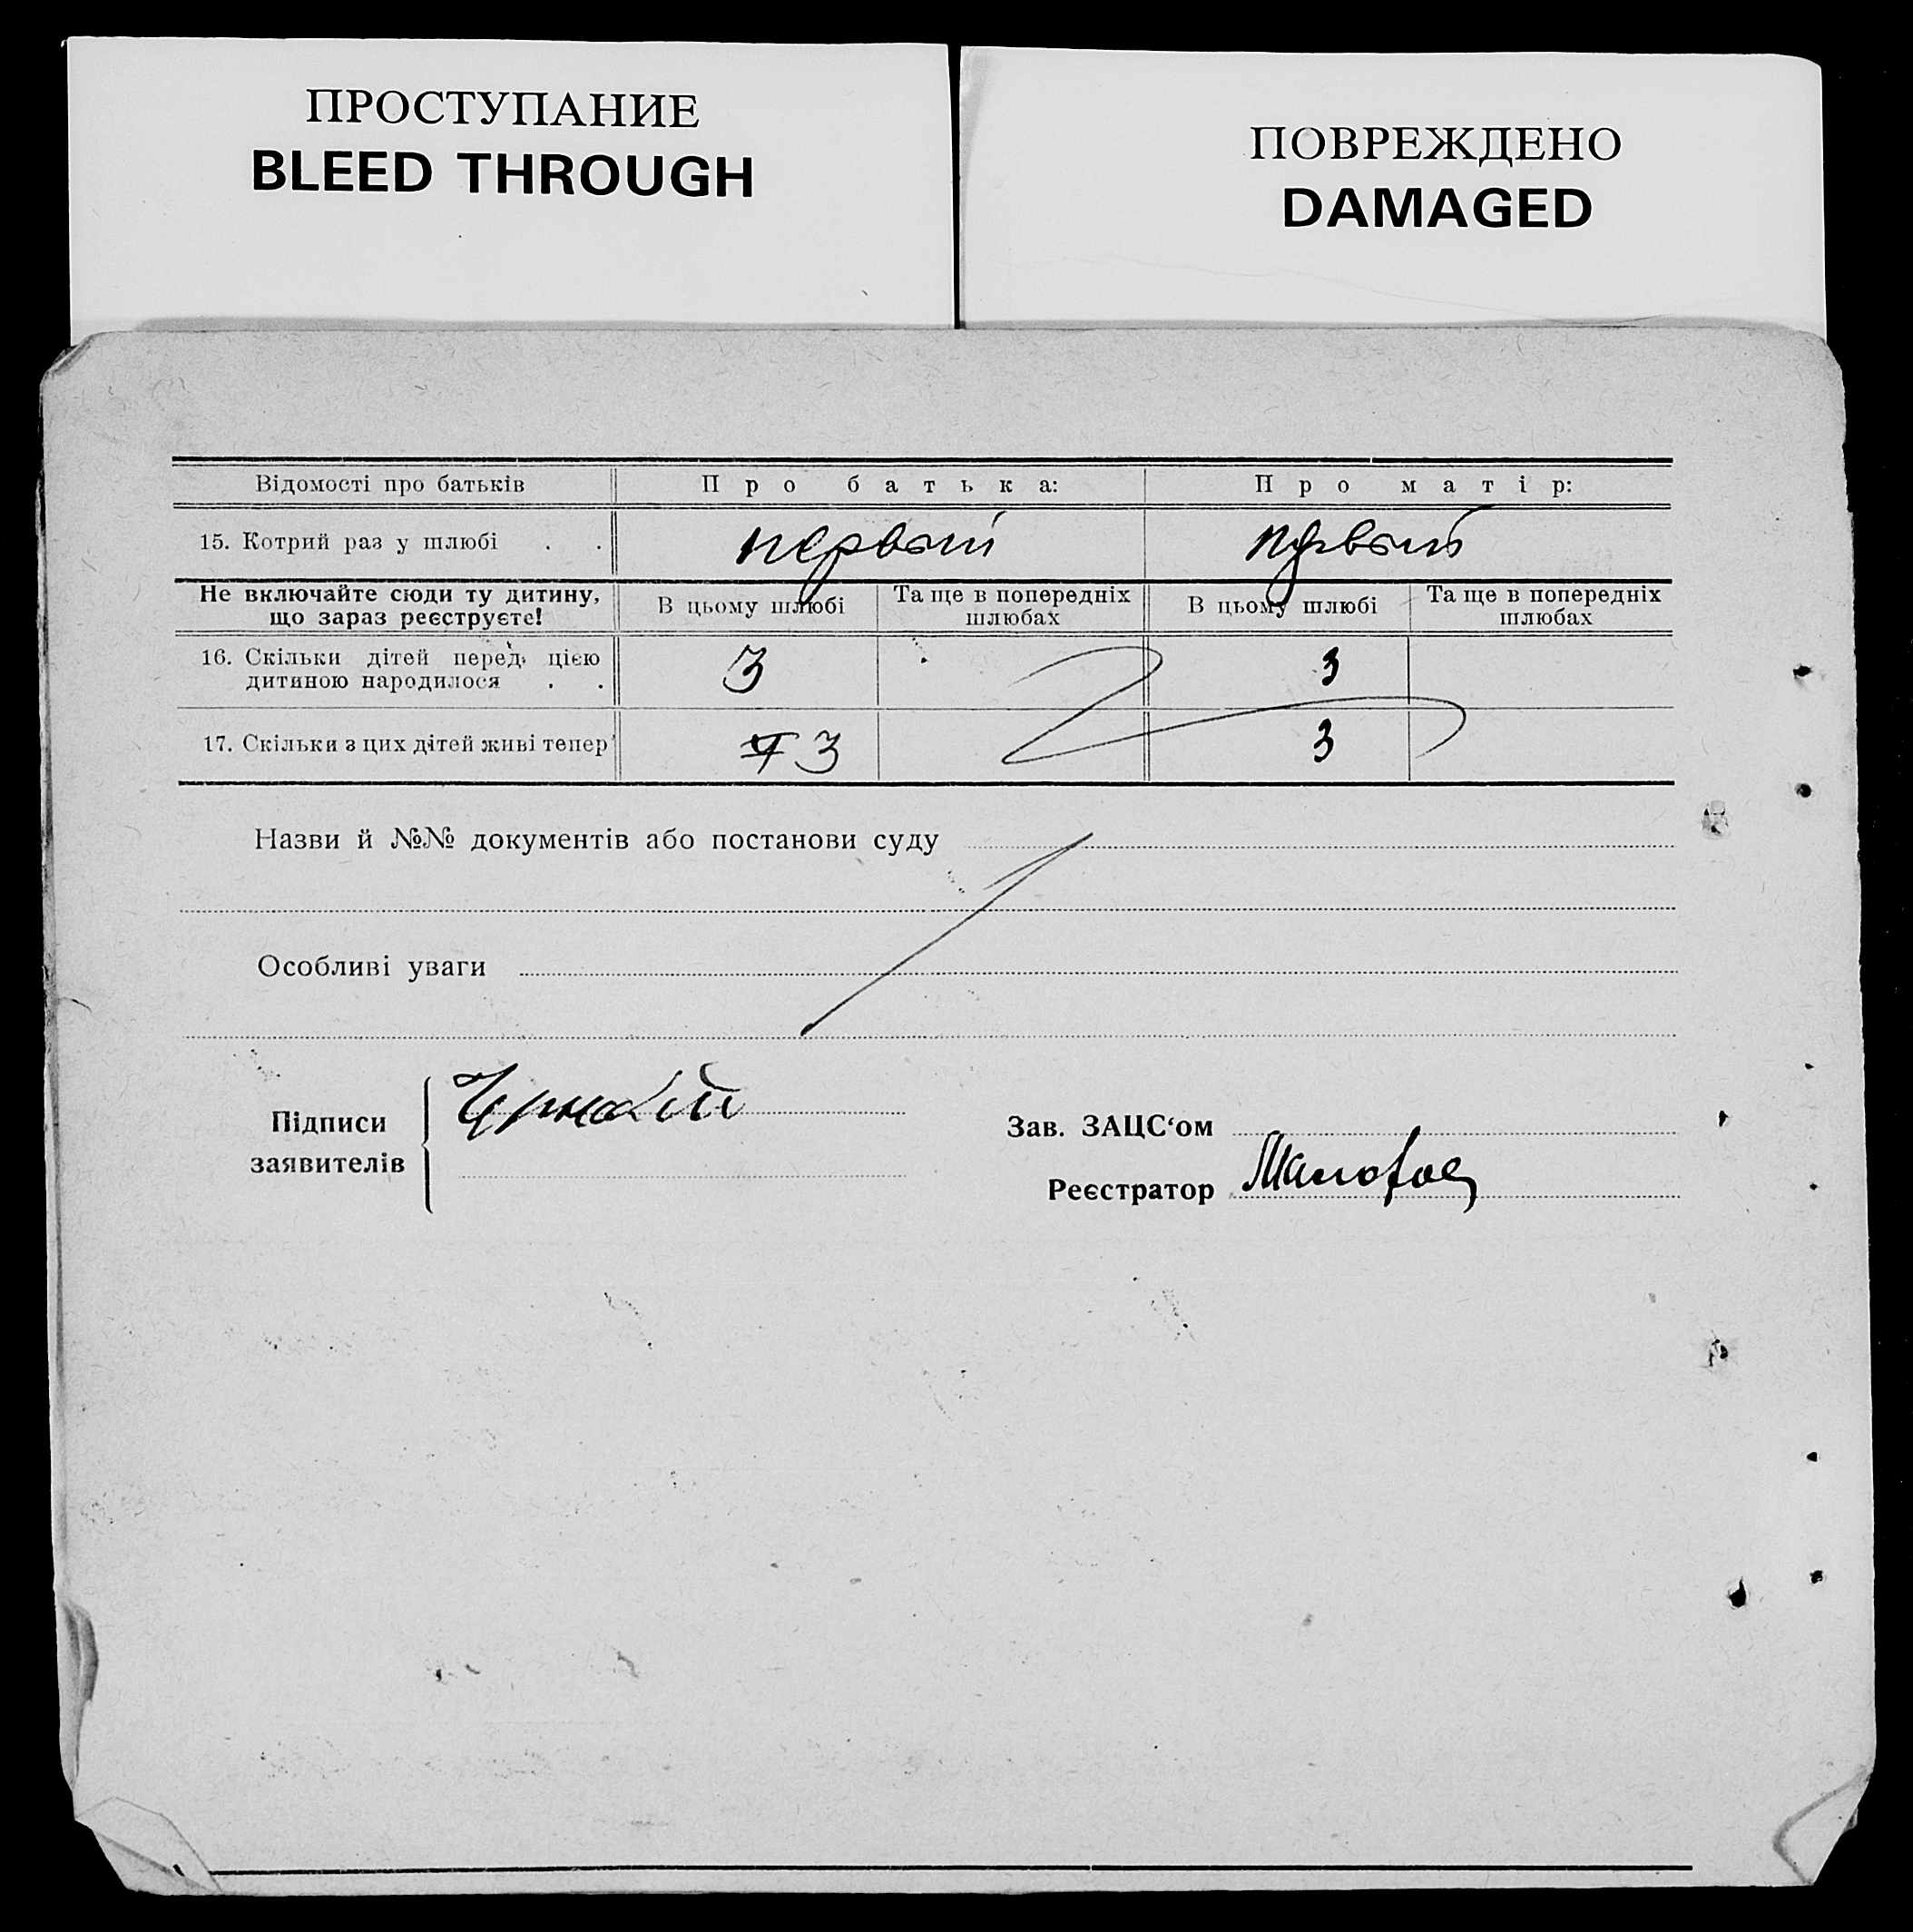 ПРОСТУПАНИЕ
BLEED THROUGH
ПОВРЕЖДЕНО
DAMAGED
Відомості про батьків Про батька: Про матір:
15. Котрий раз у шлюбі . . первый первый
Не включайте сюди ту дитину, що зараз реєструєте! В цьому шлюбі Та ще в попередніх шлюбах В цьому шлюбі Та ще в попередніх шлюбах
16. Скільки дітей перед цією дитиною народилося . . 3 3
17. Скільки з цих дітей живі тепер 3 3
Назви й №№ документів або постанови суду
Особливі уваги
Підписи заявителів
Зав. ЗАЦС‘ом
Реєстратор